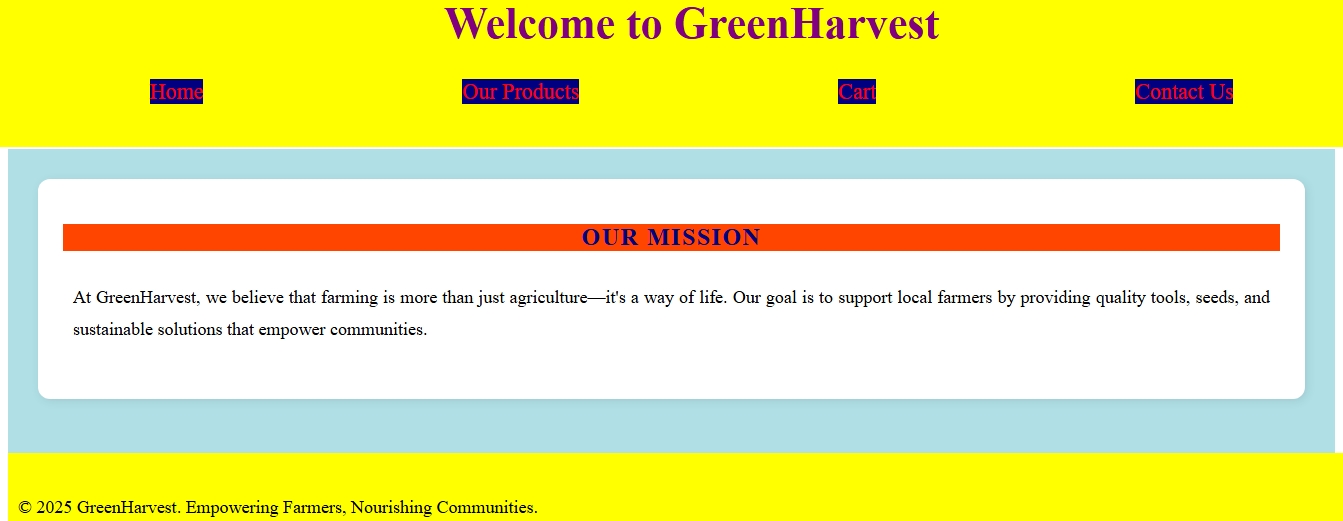 Welcome to GreenHarvest
Home Our Products Cart Contact Us
OUR MISSION
At GreenHarvest, we believe that farming is more than just agriculture—it's a way of life. Our goal is to support local farmers by providing quality tools, seeds, and
sustainable solutions that empower communities.
© 2025 GreenHarvest. Empowering Farmers, Nourishing Communities.